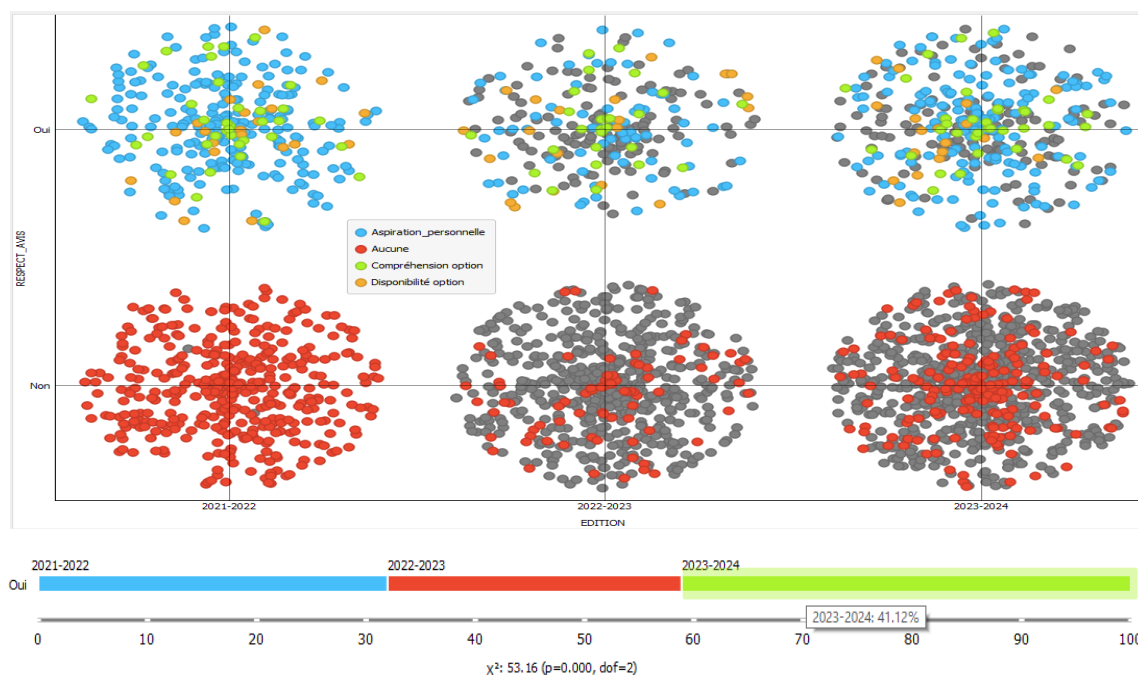 Oui
RESPECT_AVIS
Aspiration_personnelle
Aucune
Compréhension option
Disponibilité option
Non
2021-2022 2022-2023 2023-2024
EDITION
2021-2022 2022-2023 2023-2024
Oui
2023-2024: 41.12%
0 10 20 30 40 50 60 70 80 90 100
χ²: 53.16 (p=0.000, dof=2)